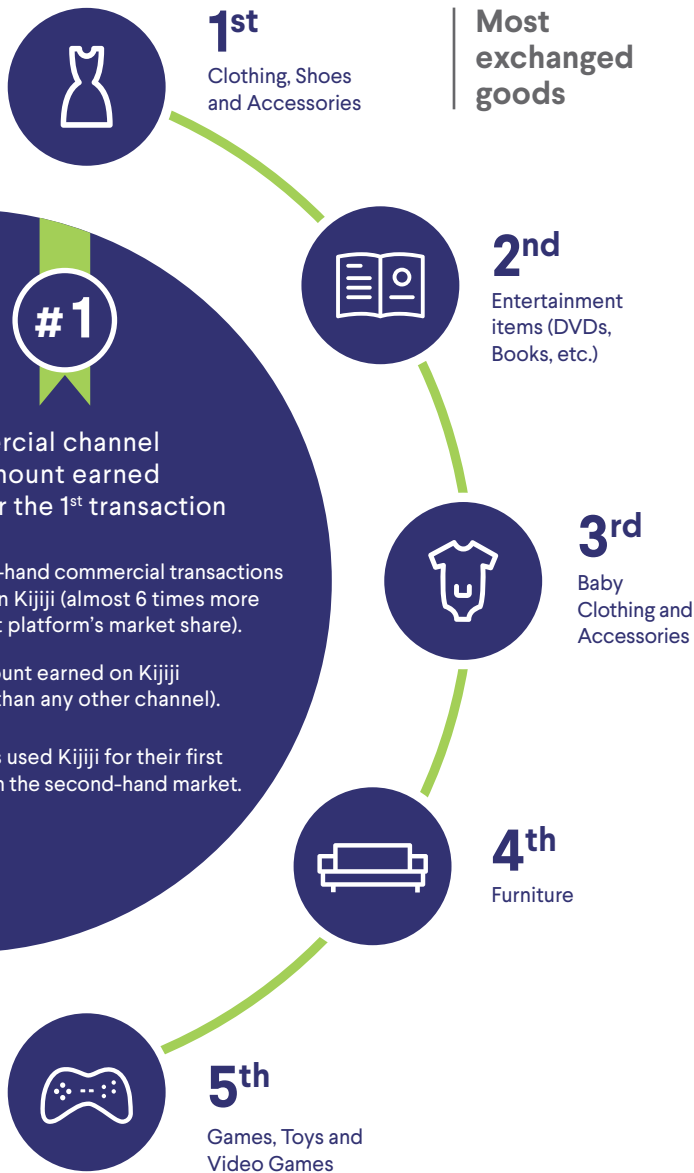 1st
Clothing, Shoes
and Accessories
Most
exchanged
goods
2nd
Entertainment
items (DVDs,
Books, etc.)
#1
channel
earned
the 1st transaction
-hand commercial transactions
Kijiji (almost 6 times more
platform’s market share).
earned on Kijiji
than any other channel).
used Kijiji for their first
the second-hand market.
3rd
Baby
Clothing and
Accessories
4th
Furniture
5th
Games, Toys and
Video Games